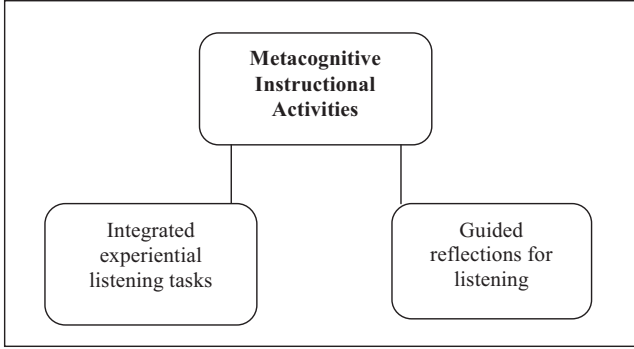 Metacognitive
Instructional
Activities
Integrated
experiential
listening tasks
Guided
reflections for
listening